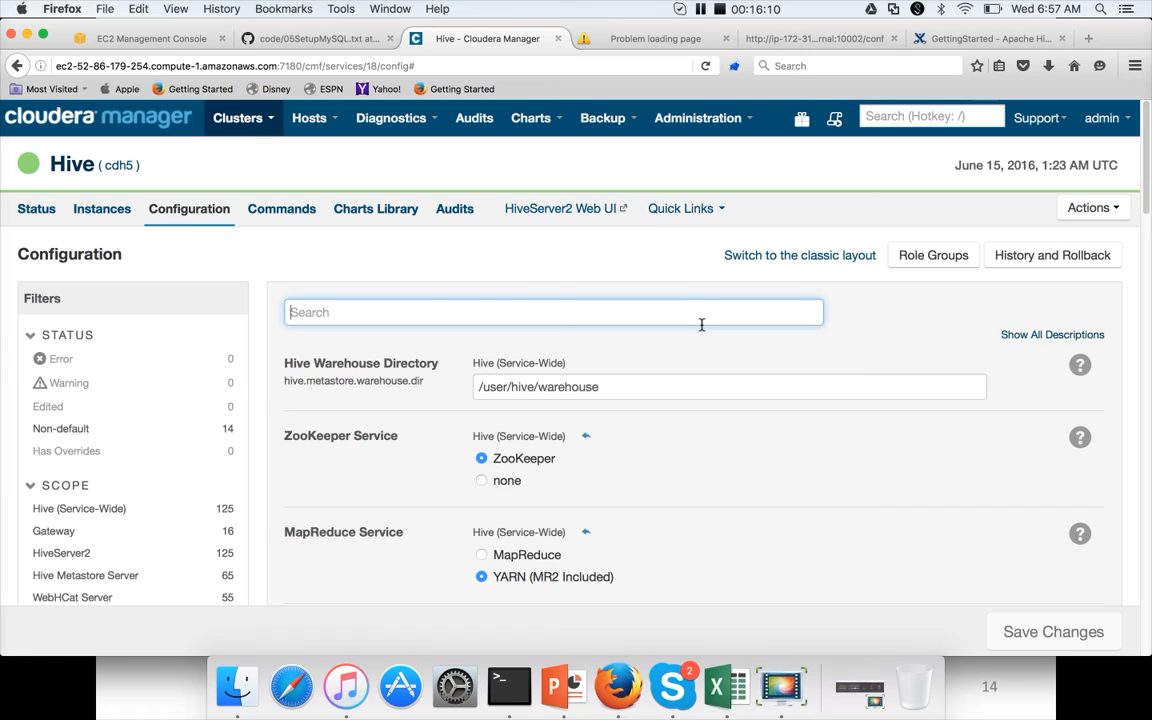 Firefox File Edit View History Bookmarks Tools Window Help 00:16:10 Wed 6:57 AM
EC2 Management Console × code/05SetupMySQL.txt at... × Hive - Cloudera Manager × Problem loading page × http://ip-172-31...rnal:10002/conf × GettingStarted - Apache Hi... × +
ec2-52-86-179-254.compute-1.amazonaws.com:7180/cmf/services/18/config# Search
Most Visited Apple Getting Started Disney ESPN Yahoo! Getting Started
cloudera manager Clusters Hosts Diagnostics Audits Charts Backup Administration Search (Hotkey: /) Support admin
Hive (cdh5) June 15, 2016, 1:23 AM UTC
Status Instances Configuration Commands Charts Library Audits HiveServer2 Web UI Quick Links Actions
Configuration Switch to the classic layout Role Groups History and Rollback
Filters
Search
STATUS
Show All Descriptions
Error 0
Warning 0
Edited 0
Non-default 14
Has Overrides 0
SCOPE
Hive (Service-Wide) 125
Gateway 16
HiveServer2 125
Hive Metastore Server 65
WebHCat Server 55
Hive Warehouse Directory Hive (Service-Wide) ?
hive.metastore.warehouse.dir /user/hive/warehouse
ZooKeeper Service Hive (Service-Wide) ?
ZooKeeper
none
MapReduce Service Hive (Service-Wide) ?
MapReduce
YARN (MR2 Included)
Save Changes
2
14